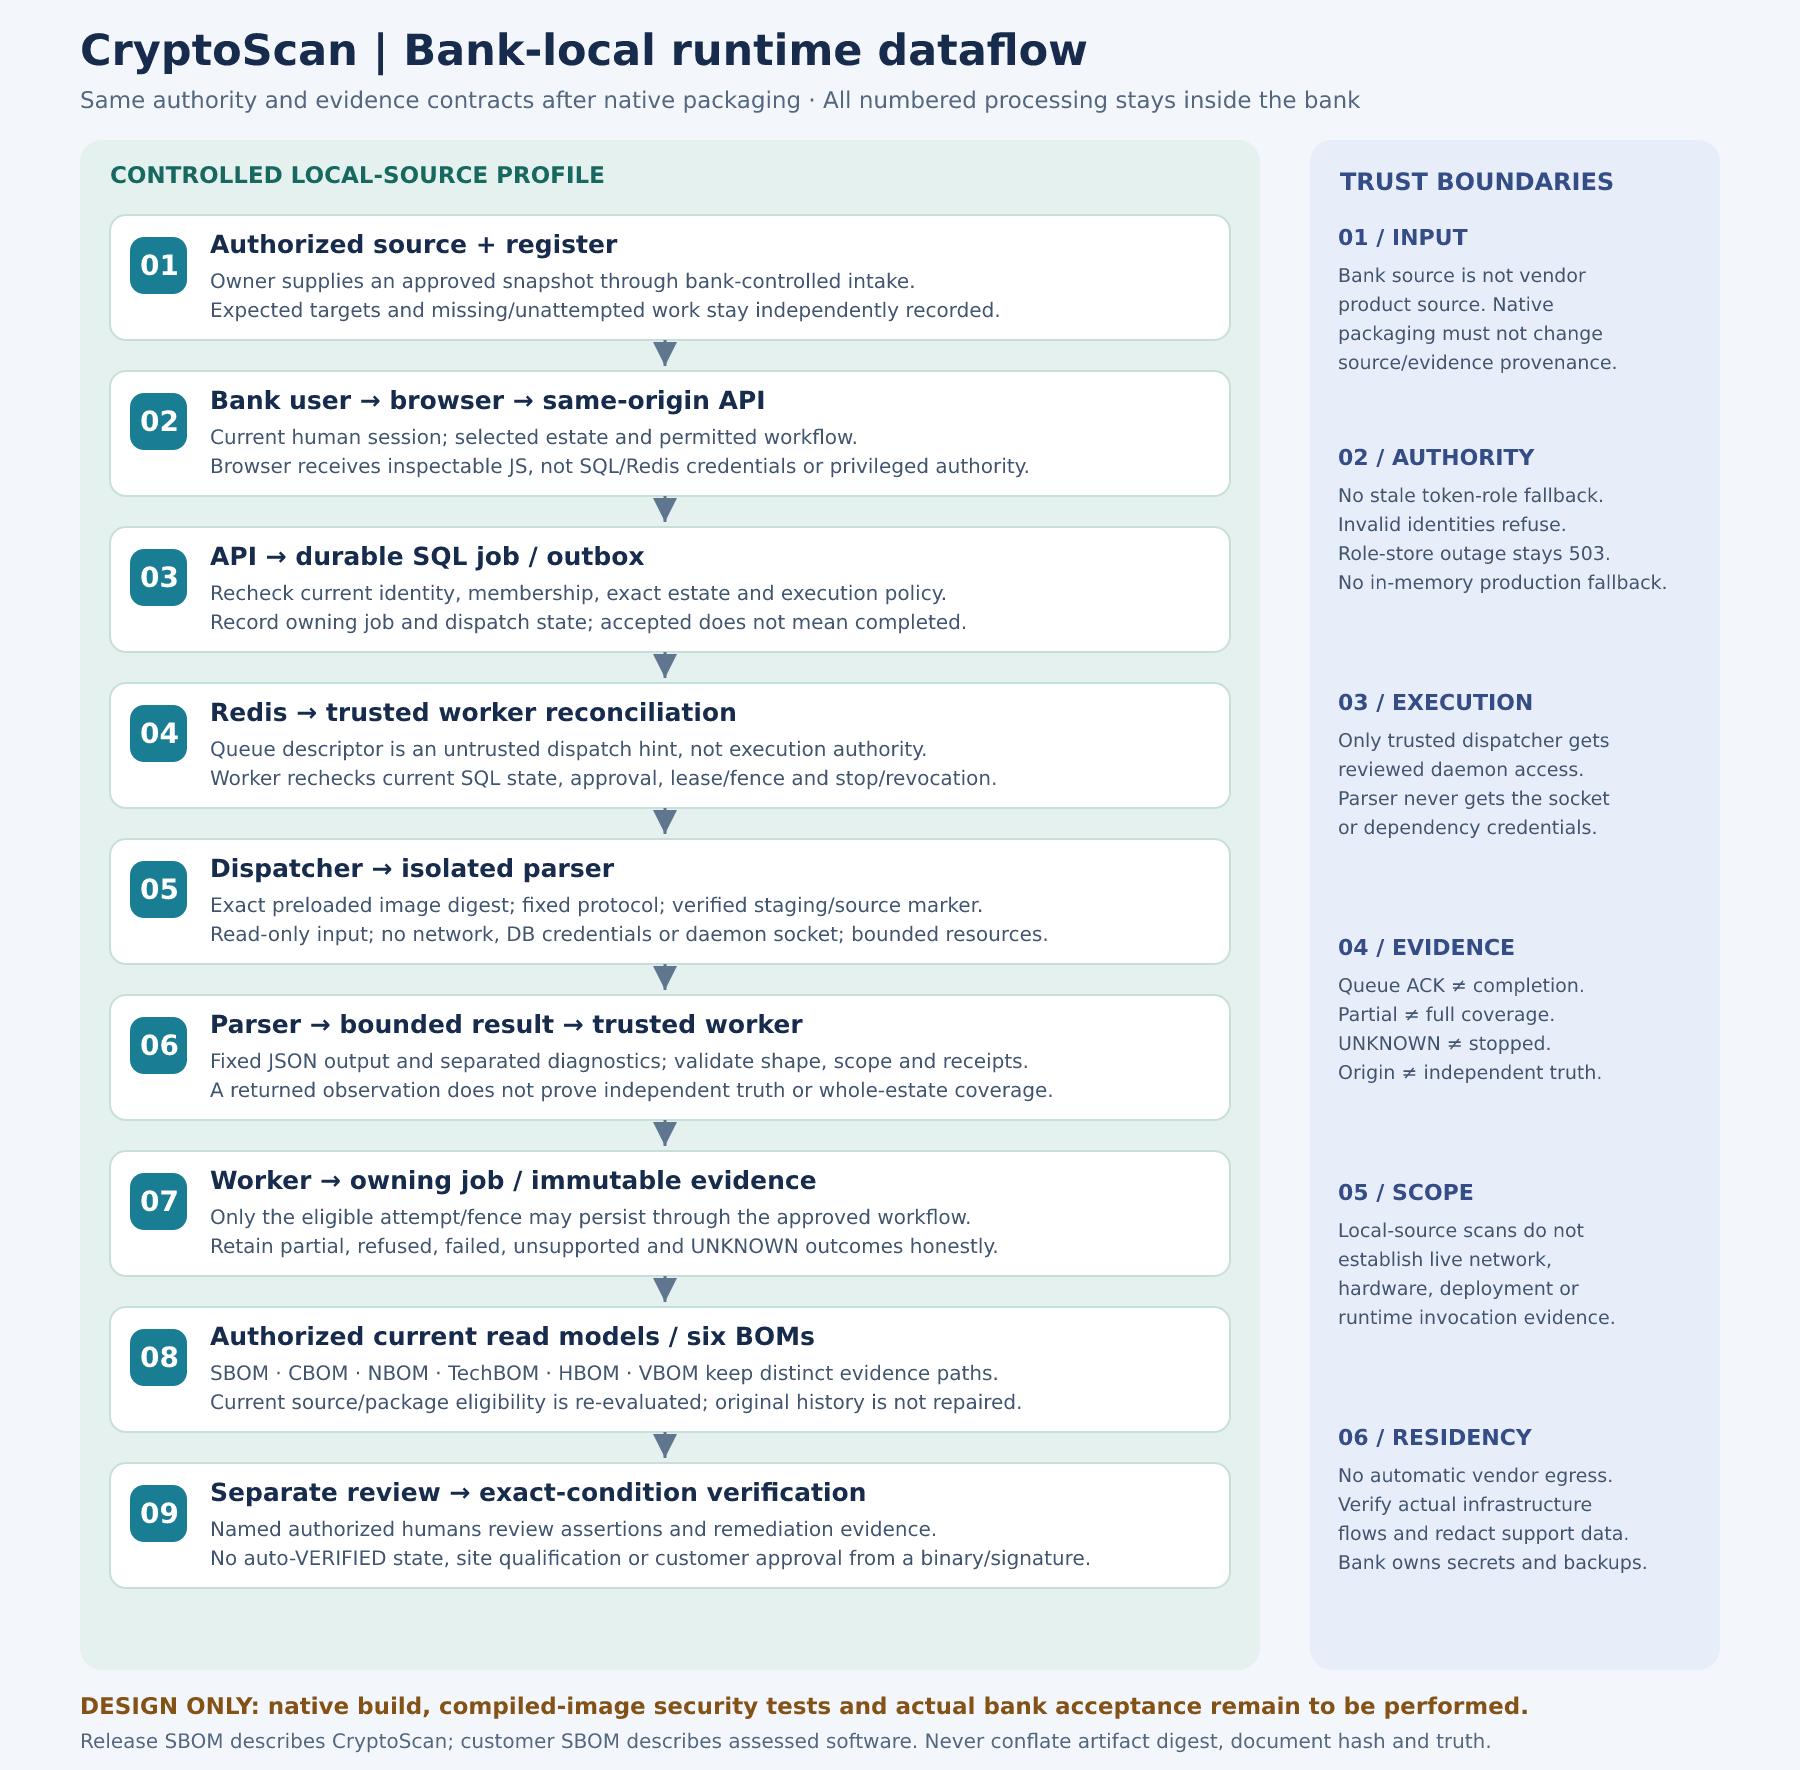 CryptoScan | Bank-local runtime dataflow
Same authority and evidence contracts after native packaging · All numbered processing stays inside the bank
CONTROLLED LOCAL-SOURCE PROFILE
01
Authorized source + register
Owner supplies an approved snapshot through bank-controlled intake.
Expected targets and missing/unattempted work stay independently recorded.
02
Bank user → browser → same-origin API
Current human session; selected estate and permitted workflow.
Browser receives inspectable JS, not SQL/Redis credentials or privileged authority.
03
API → durable SQL job / outbox
Recheck current identity, membership, exact estate and execution policy.
Record owning job and dispatch state; accepted does not mean completed.
04
Redis → trusted worker reconciliation
Queue descriptor is an untrusted dispatch hint, not execution authority.
Worker rechecks current SQL state, approval, lease/fence and stop/revocation.
05
Dispatcher → isolated parser
Exact preloaded image digest; fixed protocol; verified staging/source marker.
Read-only input; no network, DB credentials or daemon socket; bounded resources.
06
Parser → bounded result → trusted worker
Fixed JSON output and separated diagnostics; validate shape, scope and receipts.
A returned observation does not prove independent truth or whole-estate coverage.
07
Worker → owning job / immutable evidence
Only the eligible attempt/fence may persist through the approved workflow.
Retain partial, refused, failed, unsupported and UNKNOWN outcomes honestly.
08
Authorized current read models / six BOMs
SBOM · CBOM · NBOM · TechBOM · HBOM · VBOM keep distinct evidence paths.
Current source/package eligibility is re-evaluated; original history is not repaired.
09
Separate review → exact-condition verification
Named authorized humans review assertions and remediation evidence.
No auto-VERIFIED state, site qualification or customer approval from a binary/signature.
TRUST BOUNDARIES
01 / INPUT
Bank source is not vendor
product source. Native
packaging must not change
source/evidence provenance.
02 / AUTHORITY
No stale token-role fallback.
Invalid identities refuse.
Role-store outage stays 503.
No in-memory production fallback.
03 / EXECUTION
Only trusted dispatcher gets
reviewed daemon access.
Parser never gets the socket
or dependency credentials.
04 / EVIDENCE
Queue ACK ≠ completion.
Partial ≠ full coverage.
UNKNOWN ≠ stopped.
Origin ≠ independent truth.
05 / SCOPE
Local-source scans do not
establish live network,
hardware, deployment or
runtime invocation evidence.
06 / RESIDENCY
No automatic vendor egress.
Verify actual infrastructure
flows and redact support data.
Bank owns secrets and backups.
DESIGN ONLY: native build, compiled-image security tests and actual bank acceptance remain to be performed.
Release SBOM describes CryptoScan; customer SBOM describes assessed software. Never conflate artifact digest, document hash and truth.